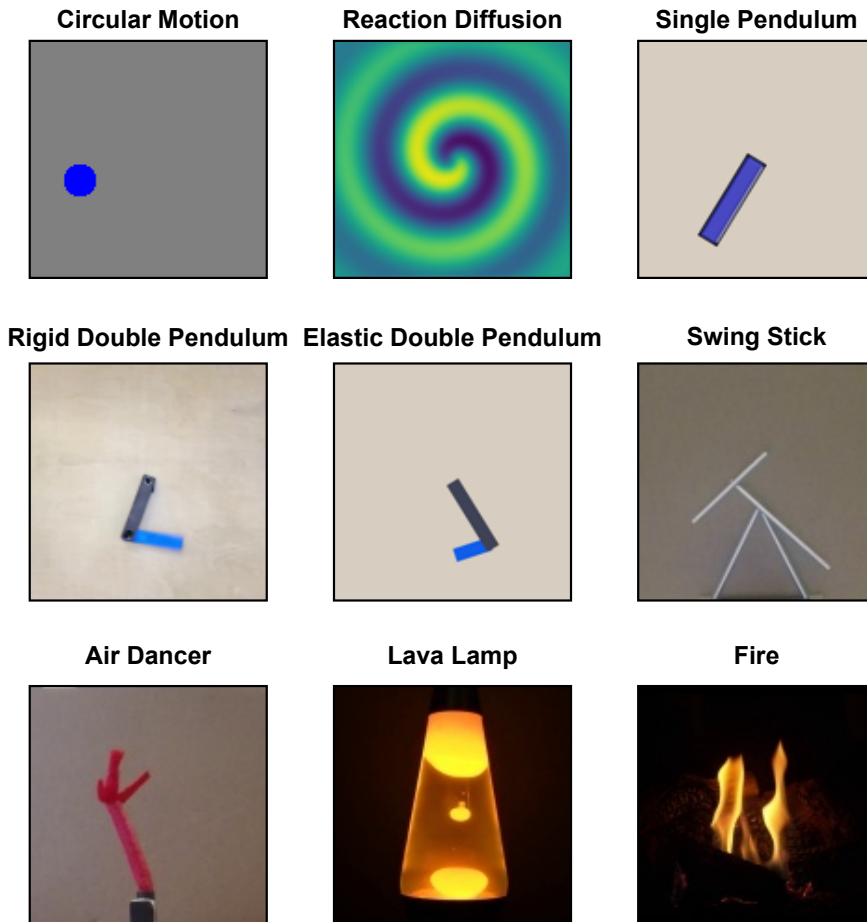 Circular Motion
Reaction Diffusion
Single Pendulum
Rigid Double Pendulum
Elastic Double Pendulum
Swing Stick
Air Dancer
Lava Lamp
Fire